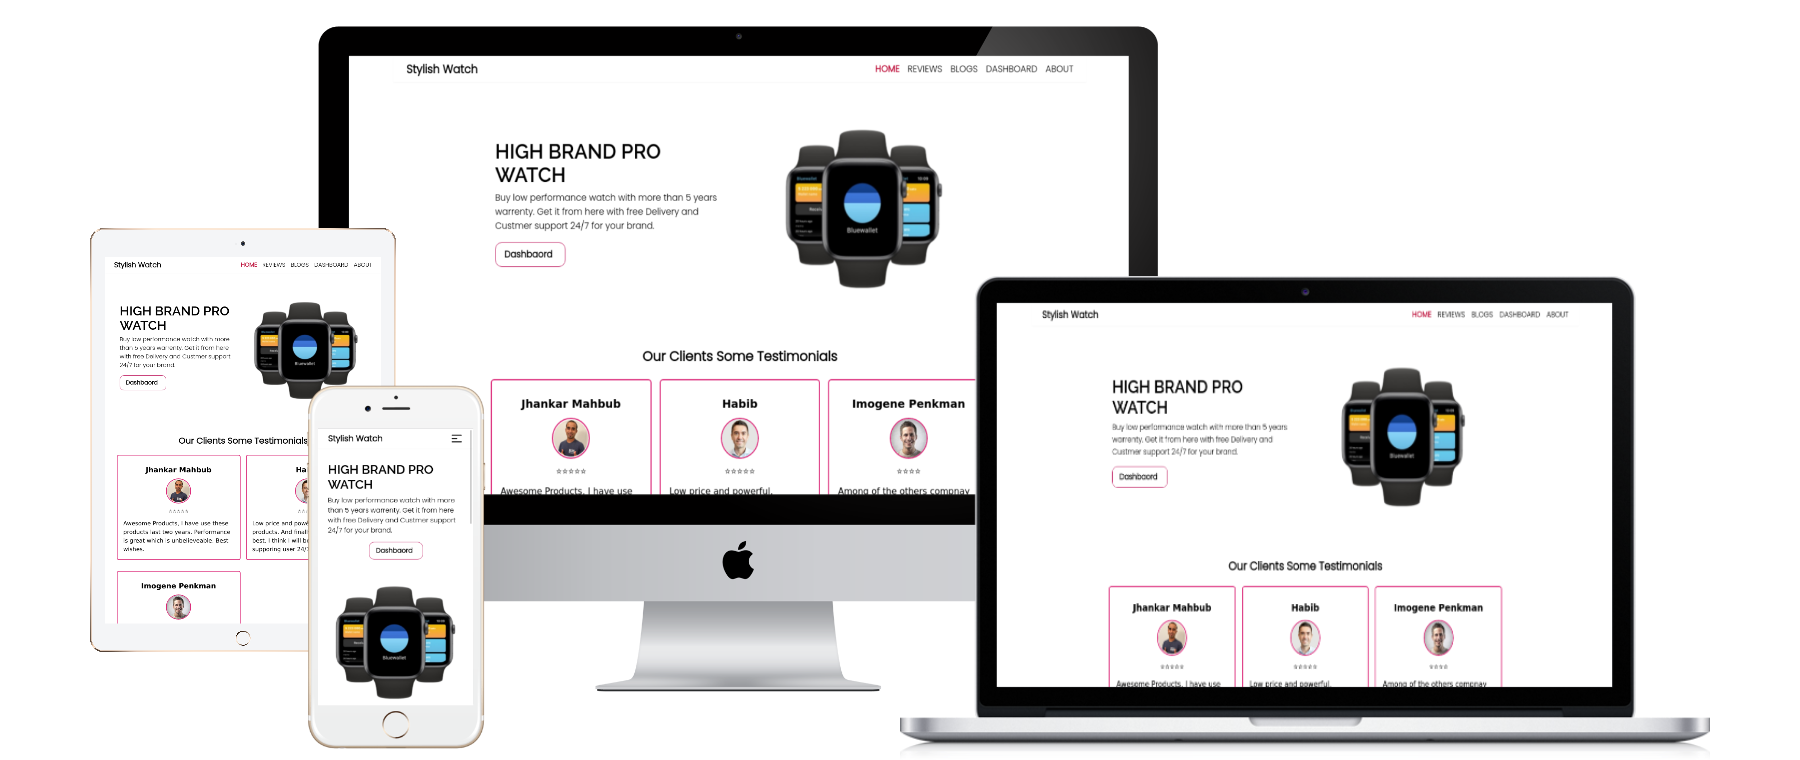 Stylish Watch
HOME REVIEWS BLOGS DASHBOARD ABOUT
HIGH BRAND PRO
WATCH
Buy low performance watch with more than 5 years
warrenty. Get it from here with free Delivery and
Custmer support 24/7 for your brand.
Dashbaord
Bluewallet
Our Clients Some Testimonials
Jhankar Mahbub
Habib
Imogene Penkman
Awesome Products, I have use
Low price and powerful.
Among of the others compnay
Stylish Watch
HOME REVIEWS BLOGS DASHBOARD ABOUT
HIGH BRAND PRO
WATCH
Buy low performance watch with more
than 5 years warrenty. Get it from here
with free Delivery and Custmer support
24/7 for your brand.
Dashbaord
Bluewallet
Our Clients Some Testimonials
Jhankar Mahbub
Awesome Products, I have use these
products last two years. Performance
is great which is unbelieveable. Best
wishes.
Low price and
products. And
best. I think i will
supporing user 24/
Imogene Penkman
Stylish Watch
HIGH BRAND PRO
WATCH
Buy low performance watch with more
than 5 years warrenty. Get it from here
with free Delivery and Custmer support
24/7 for your brand.
Dashbaord
Bluewallet
Stylish Watch
HOME REVIEWS BLOGS DASHBOARD ABOUT
HIGH BRAND PRO
WATCH
Buy low performance watch with more than 5 years
warrenty. Get it from here with free Delivery and
Custmer support 24/7 for your brand.
Dashbaord
Bluewallet
Our Clients Some Testimonials
Jhankar Mahbub
Habib
Imogene Penkman
Awesome Products, I have use
Low price and powerful.
Among of the others compnay